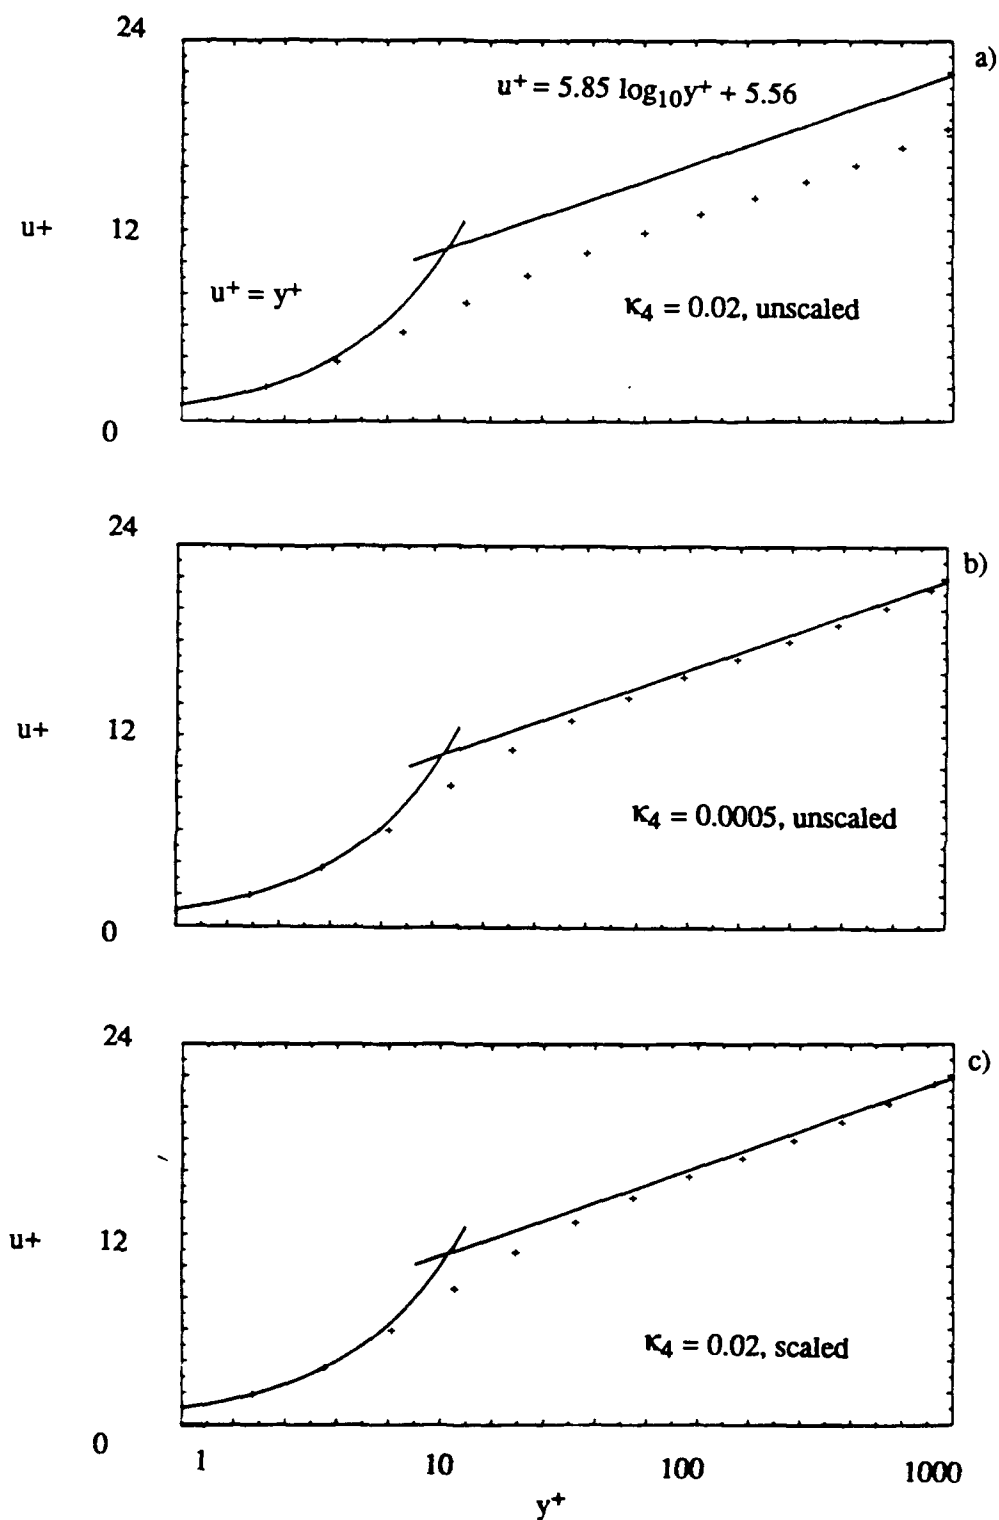 24
a)
u⁺ = 5.85 log₁₀y⁺ + 5.56
u+ 12
u⁺ = y⁺
κ₄ = 0.02, unscaled
0
24
b)
u+ 12
κ₄ = 0.0005, unscaled
0
24
c)
u+ 12
κ₄ = 0.02, scaled
0
1 10 100 1000
y⁺